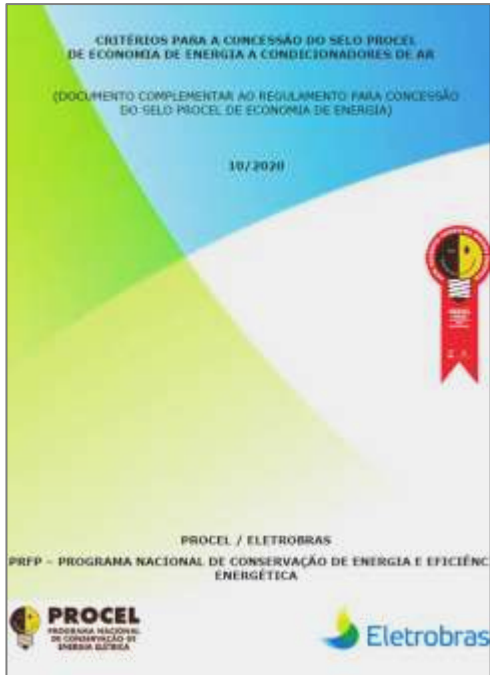 CRITÉRIOS PARA A CONCESSÃO DO SELO PROCEL
DE ECONOMIA DE ENERGIA A CONDICIONADORES DE AR
(DOCUMENTO COMPLEMENTAR AO REGULAMENTO PARA CONCESSÃO
DO SELO PROCEL DE ECONOMIA DE ENERGIA)
10/2020
PROCEL / ELETROBRAS
PRFP – PROGRAMA NACIONAL DE CONSERVAÇÃO DE ENERGIA E EFICIÊNC
ENERGÉTICA
PROCEL
PROGRAMA NACIONAL
DE CONSERVAÇÃO DE
ENERGIA ELÉTRICA
Eletrobras